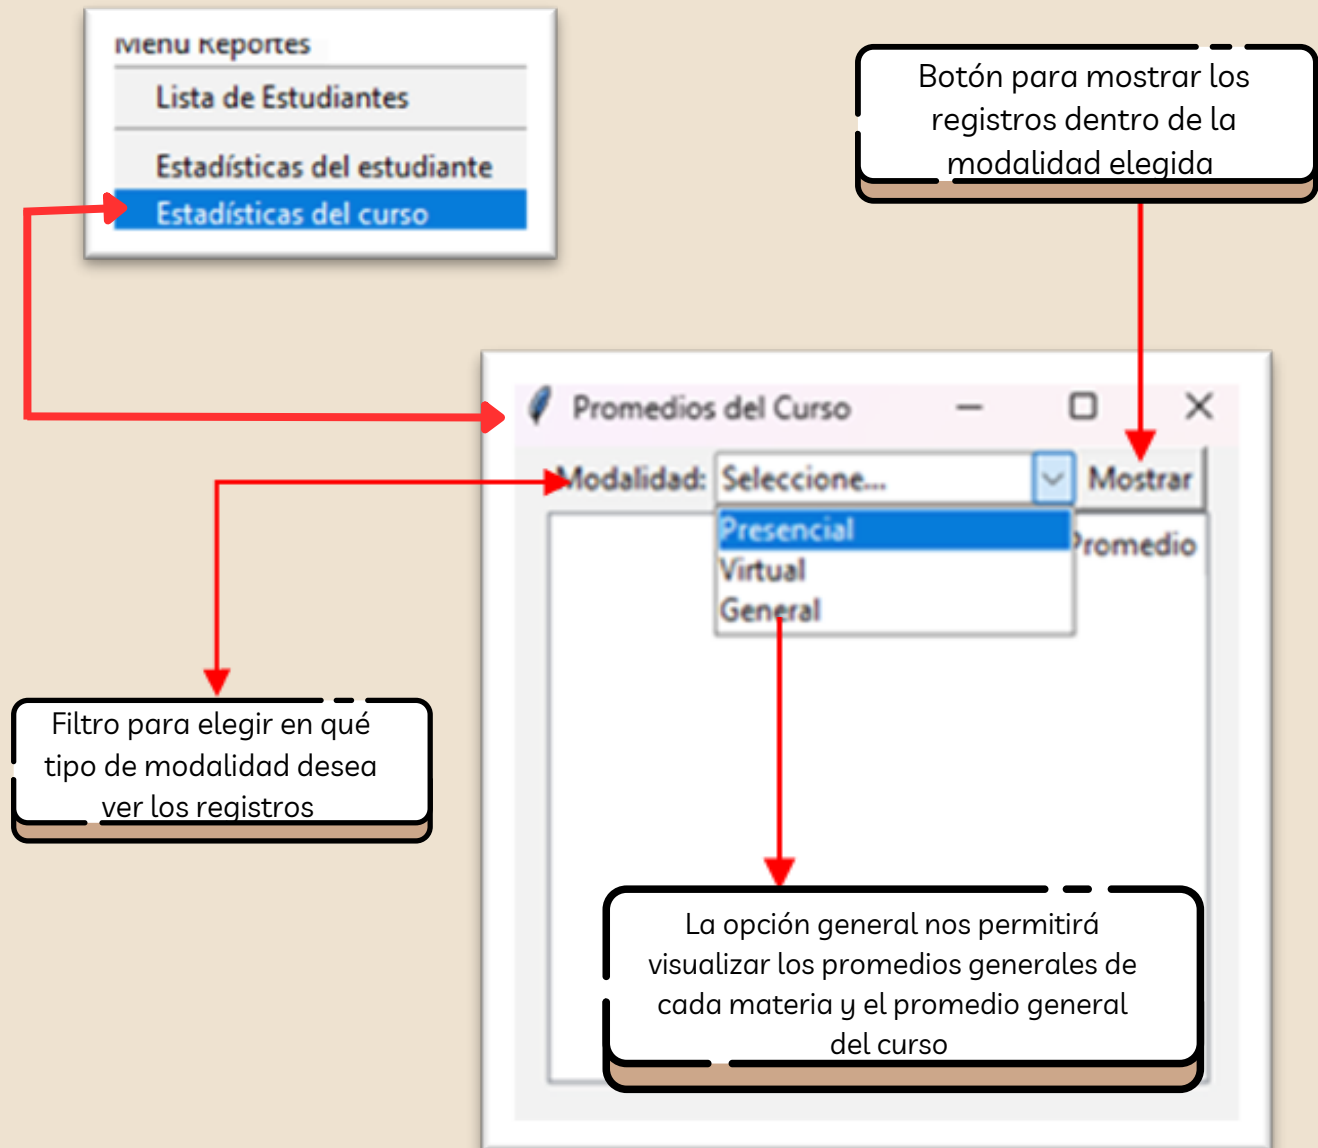 Menu Reportes
Lista de Estudiantes
Estadísticas del estudiante
Estadísticas del curso
Botón para mostrar los
registros dentro de la
modalidad elegida
Promedios del Curso
Modalidad: Seleccione... Mostrar
Presencial
Promedio
Virtual
General
Filtro para elegir en qué
tipo de modalidad desea
ver los registros
La opción general nos permitirá
visualizar los promedios generales de
cada materia y el promedio general
del curso